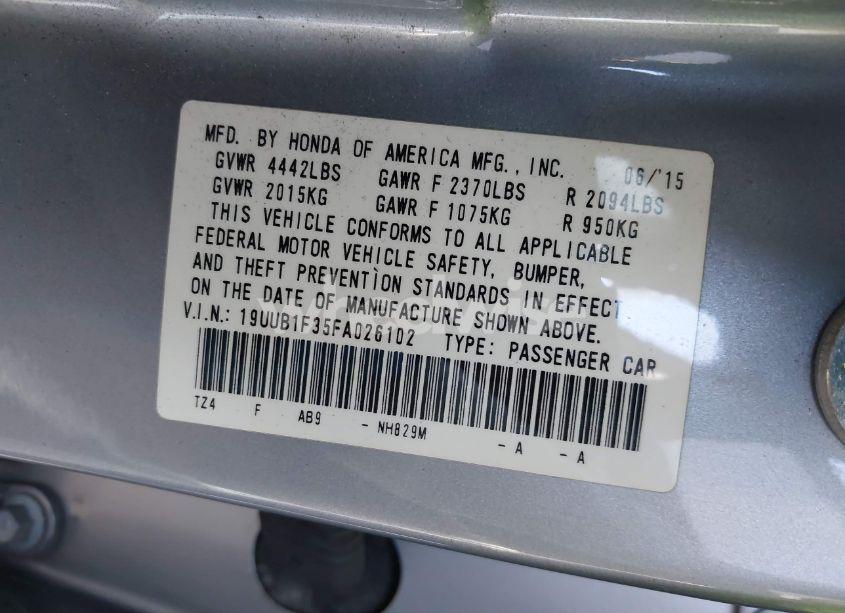 MFD. BY HONDA OF AMERICA MFG., INC. 06/'15
GVWR 4442LBS GAWR F 2370LBS R 2094LBS
GVWR 2015KG GAWR F 1075KG R 950KG
THIS VEHICLE CONFORMS TO ALL APPLICABLE
FEDERAL MOTOR VEHICLE SAFETY, BUMPER,
AND THEFT PREVENTION STANDARDS IN EFFECT
ON THE DATE OF MANUFACTURE SHOWN ABOVE.
V.I.N.: 19UUB1F35FA026102 TYPE: PASSENGER CAR
TZ4 F AB9 - NH829M - A - A